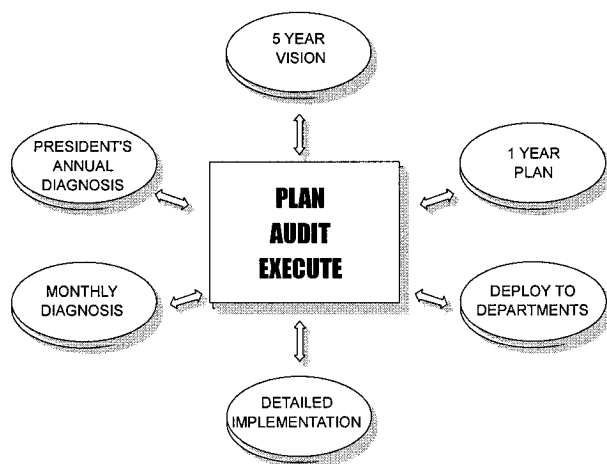 5 YEAR
VISION
PRESIDENT'S
ANNUAL
DIAGNOSIS
1 YEAR
PLAN
PLAN
AUDIT
EXECUTE
MONTHLY
DIAGNOSIS
DEPLOY TO
DEPARTMENTS
DETAILED
IMPLEMENTATION